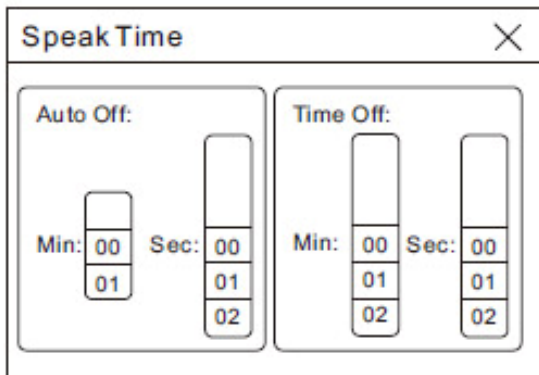 Speak Time
Auto Off:
Min: 00 Sec: 00
01 01
02
Time Off:
Min: 00 Sec: 00
01 01
02 02